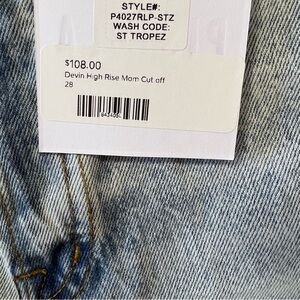 STYLE#:
P4027RLP-STZ
WASH CODE:
ST TROPEZ
$108.00
Devin High Rise Mom Cut off
28